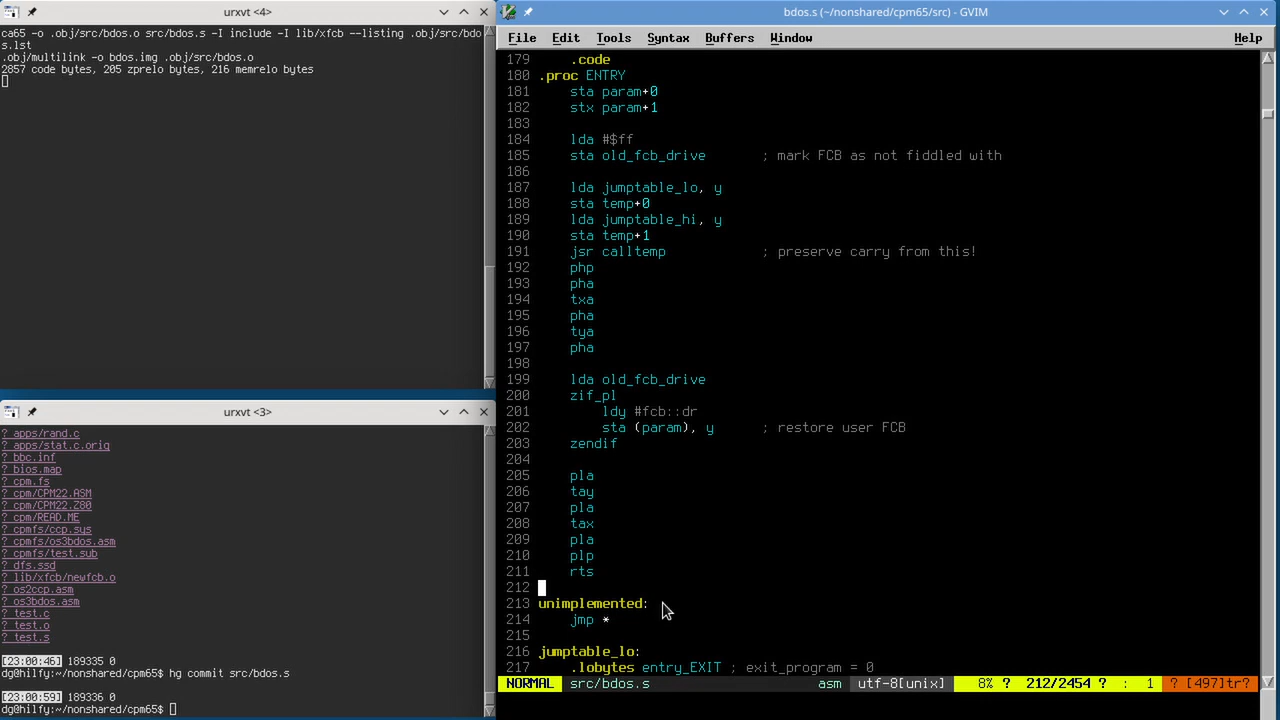 urxvt <4>
ca65 -o .obj/src/bdos.o src/bdos.s -I include -I lib/xfcb --listing .obj/src/bdo
s.lst
.obj/multilink -o bdos.img .obj/src/bdos.o
2857 code bytes, 205 zprelo bytes, 216 memrelo bytes
urxvt <3>
? apps/rand.c
? apps/stat.c.orig
? bbc.inf
? bios.map
? cpm.fs
? cpm/CPM22.ASM
? cpm/CPM22.Z80
? cpm/READ.ME
? cpmfs/ccp.sys
? cpmfs/os3bdos.asm
? cpmfs/test.sub
? dfs.ssd
? lib/xfcb/newfcb.o
? os2ccp.asm
? os3bdos.asm
? test.c
? test.o
? test.s
[23:00:46] 189335 0
dg@hilfy:/nonshared/cpm65$ hg commit src/bdos.s
[23:00:59] 189336 0
dg@hilfy:/nonshared/cpm65$
bdos.s (~/nonshared/cpm65/src) - GVIM
File Edit Tools Syntax Buffers Window Help
179 .code
180 .proc ENTRY
181 sta param+0
182 stx param+1
183
184 lda #$ff
185 sta old_fcb_drive ; mark FCB as not fiddled with
186
187 lda jumptable_lo, y
188 sta temp+0
189 lda jumptable_hi, y
190 sta temp+1
191 jsr calltemp ; preserve carry from this!
192 php
193 pha
194 txa
195 pha
196 tya
197 pha
198
199 lda old_fcb_drive
200 zif_pl
201 ldy #fcb::dr
202 sta (param), y ; restore user FCB
203 zendif
204
205 pla
206 tay
207 pla
208 tax
209 pla
210 plp
211 rts
212
213 unimplemented:
214 jmp *
215
216 jumptable_lo:
217 .lobytes entry_EXIT ; exit_program = 0
NORMAL src/bdos.s asm utf-8[unix] 8% ? 212/2454 ? : 1 ? [497]tr?